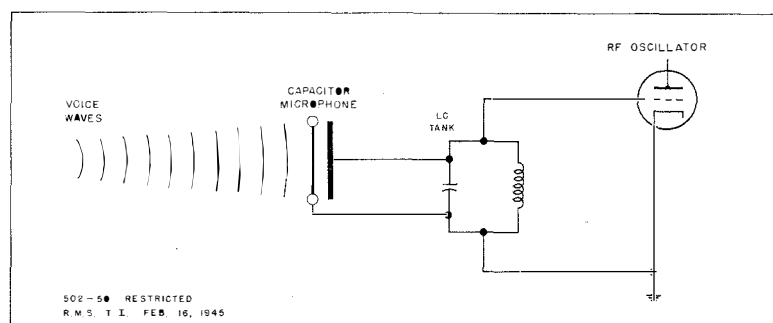 RF OSCILLATOR
CAPACITOR
MICROPHONE
VOICE
WAVES
LC
TANK
502-50 RESTRICTED
R.M.S. T.I. FEB. 16, 1945